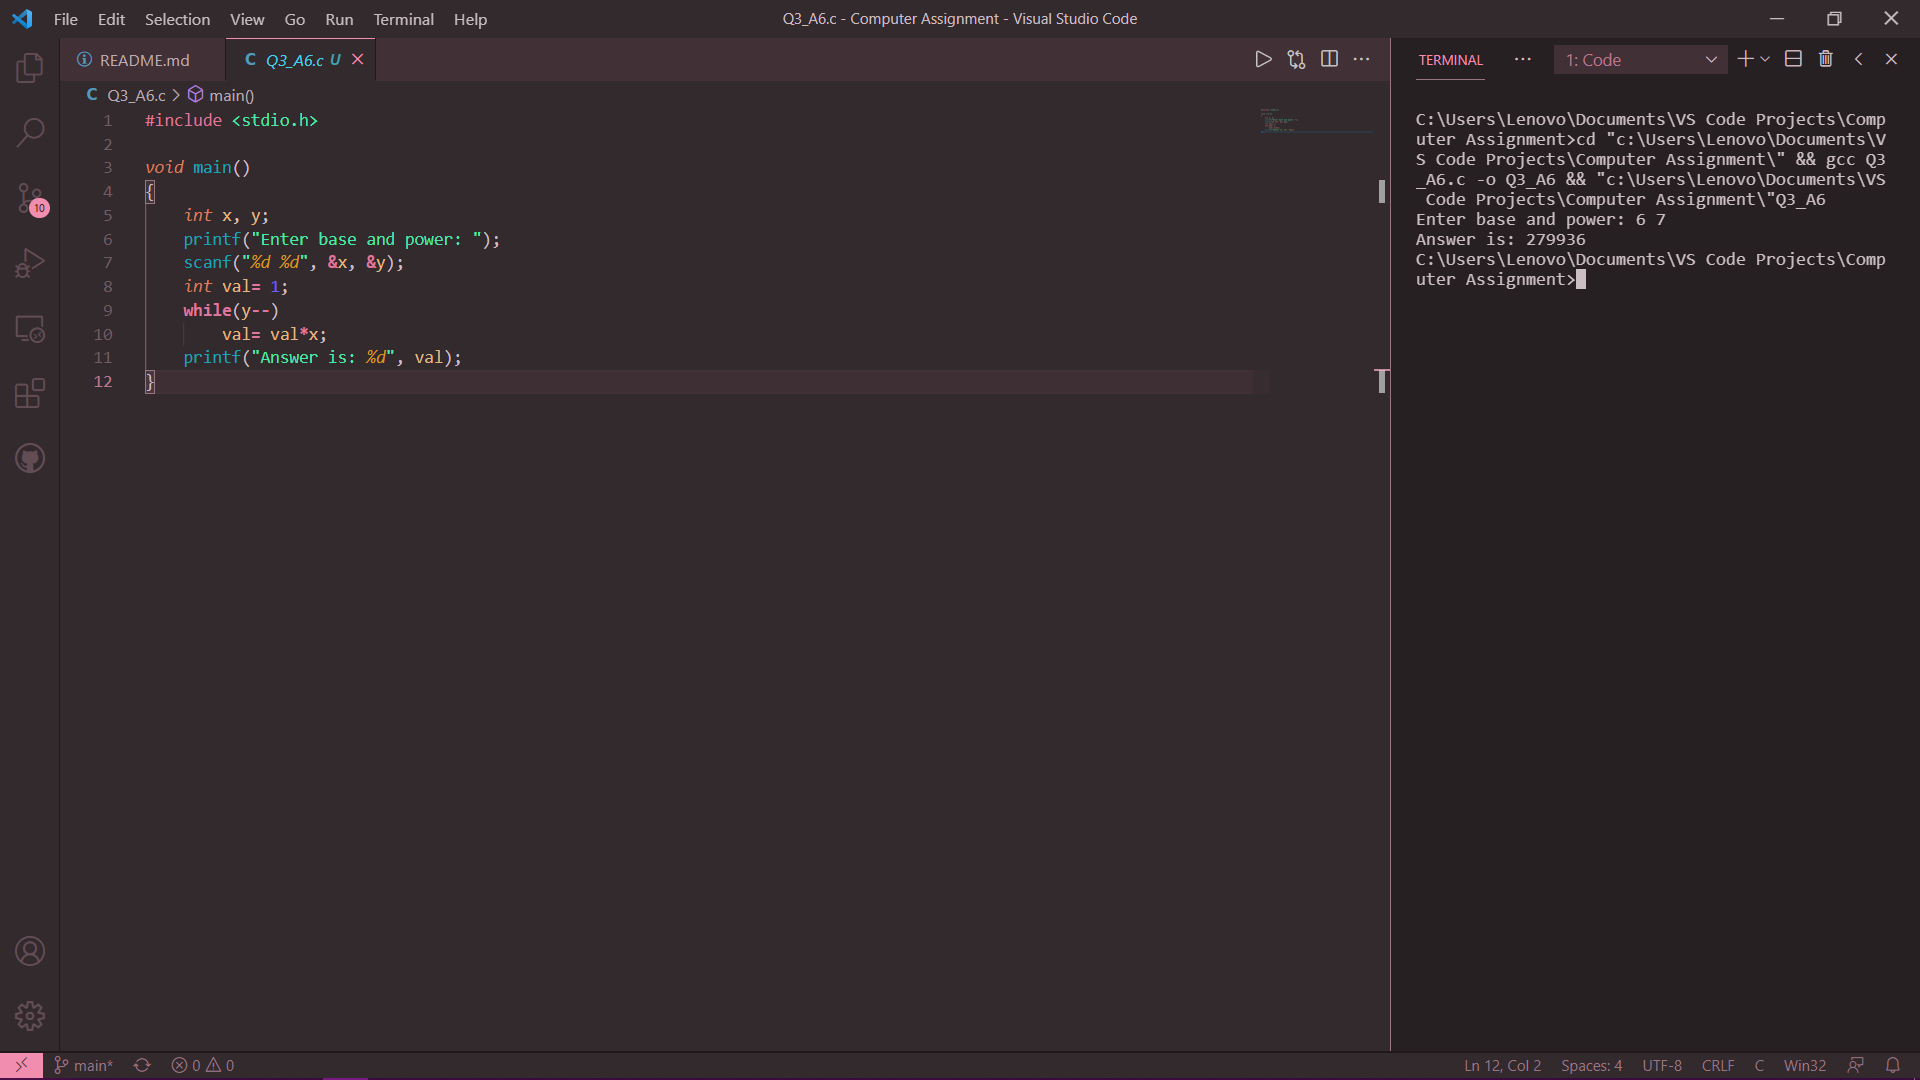 File Edit Selection View Go Run Terminal Help
Q3_A6.c - Computer Assignment - Visual Studio Code
README.md
C Q3_A6.c U
C Q3_A6.c > main()
1 #include <stdio.h>
2
3 void main()
4 {
5 int x, y;
6 printf("Enter base and power: ");
7 scanf("%d %d", &x, &y);
8 int val= 1;
9 while(y--)
10 val= val*x;
11 printf("Answer is: %d", val);
12 }
10
TERMINAL
1: Code
C:\Users\Lenovo\Documents\VS Code Projects\Comp
uter Assignment>cd "c:\Users\Lenovo\Documents\V
S Code Projects\Computer Assignment\" && gcc Q3
_A6.c -o Q3_A6 && "c:\Users\Lenovo\Documents\VS
Code Projects\Computer Assignment\"Q3_A6
Enter base and power: 6 7
Answer is: 279936
C:\Users\Lenovo\Documents\VS Code Projects\Comp
uter Assignment>
main* 0 0
Ln 12, Col 2 Spaces: 4 UTF-8 CRLF C Win32